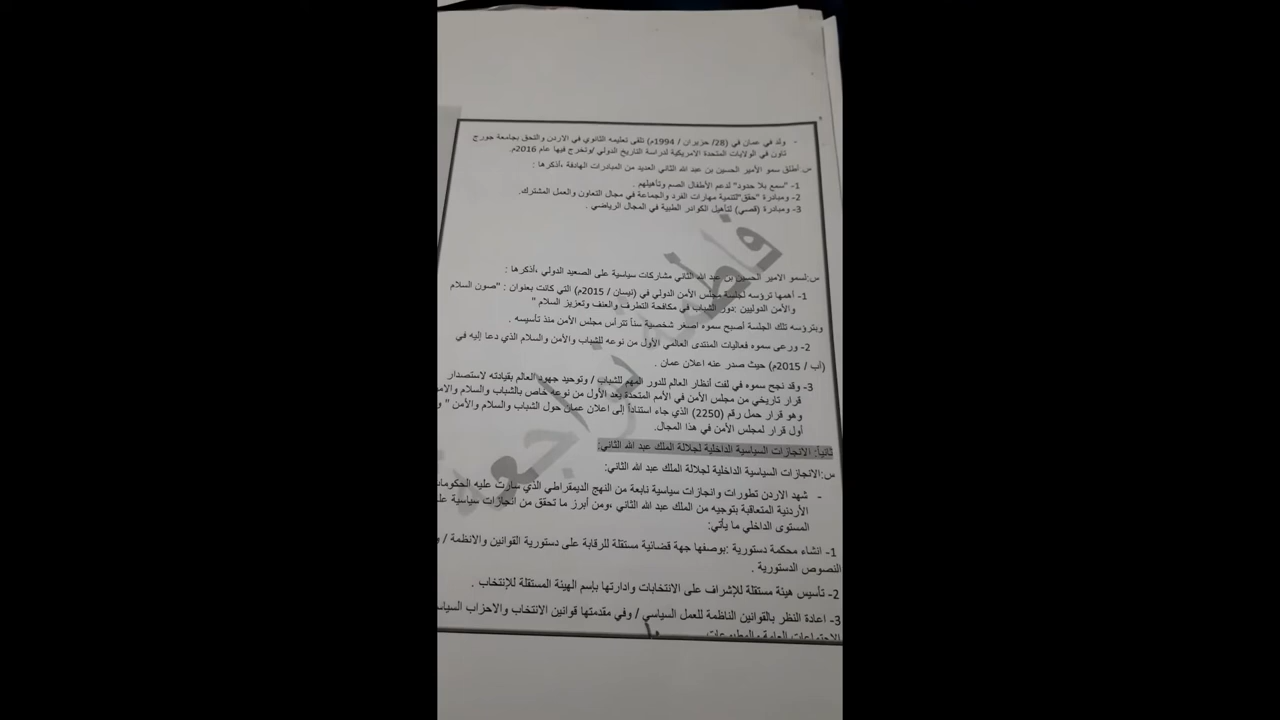 - ولد في عمان في (28/ حزيران / 1994م) تلقى تعليمه الثانوي في الاردن والتحق بجامعة جورج
تاون في الولايات المتحدة الامريكية لدراسة التاريخ الدولي /وتخرج فيها عام 2016م.
س.أطلق سمو الأمير الحسين بن عبد الله الثاني العديد من المبادرات الهادفة ،أذكرها :
1- "سمع بلا حدود" لدعم الأطفال الصم وتأهيلهم .
2- ومبادرة "حقق"لتنمية مهارات الفرد والجماعة في مجال التعاون والعمل المشترك.
3- ومبادرة (قصي) لتأهيل الكوادر الطبية في المجال الرياضي .
س:لسمو الامير الحسين بن عبد الله الثاني مشاركات سياسية على الصعيد الدولي ،أذكرها :
1- أهمها ترؤسه لجلسة مجلس الأمن الدولي في (نيسان / 2015م) التي كانت بعنوان : "صون السلام
والأمن الدوليين :دور الشباب في مكافحة التطرف والعنف وتعزيز السلام "
وبترؤسه تلك الجلسة أصبح سموه اصغر شخصية سناً تترأس مجلس الأمن منذ تأسيسه .
2- ورعى سموه فعاليات المنتدى العالمي الأول من نوعه للشباب والأمن والسلام الذي دعا إليه في
(آب / 2015م) حيث صدر عنه اعلان عمان .
3- وقد نجح سموه في لفت أنظار العالم للدور المهم للشباب / وتوحيد جهود العالم بقيادته لاستصدار
قرار تاريخي من مجلس الأمن في الأمم المتحدة يعد الأول من نوعه خاص بالشباب والسلام
وهو قرار حمل رقم (2250) الذي جاء استناداً إلى اعلان عمان حول الشباب والسلام والأمن " و
أول قرار لمجلس الأمن في هذا المجال.
ثانياً: الانجازات السياسية الداخلية لجلالة الملك عبد الله الثاني:
س:الانجازات السياسية الداخلية لجلالة الملك عبد الله الثاني:
- شهد الاردن تطورات وانجازات سياسية نابعة من النهج الديمقراطي الذي سارت عليه
الأردنية المتعاقبة بتوجيه من الملك عبد الله الثاني ،ومن أبرز ما تحقق من انجازات سياسية
المستوى الداخلي ما يأتي:
1- انشاء محكمة دستورية :بوصفها جهة قضائية مستقلة للرقابة على دستورية القوانين والانظمة / و
النصوص الدستورية .
2- تأسيس هيئة مستقلة للإشراف على الانتخابات وادارتها بإسم الهيئة المستقلة للإنتخاب .
3- اعادة النظر بالقوانين الناظمة للعمل السياسي / وفي مقدمتها قوانين الانتخاب والاحزاب